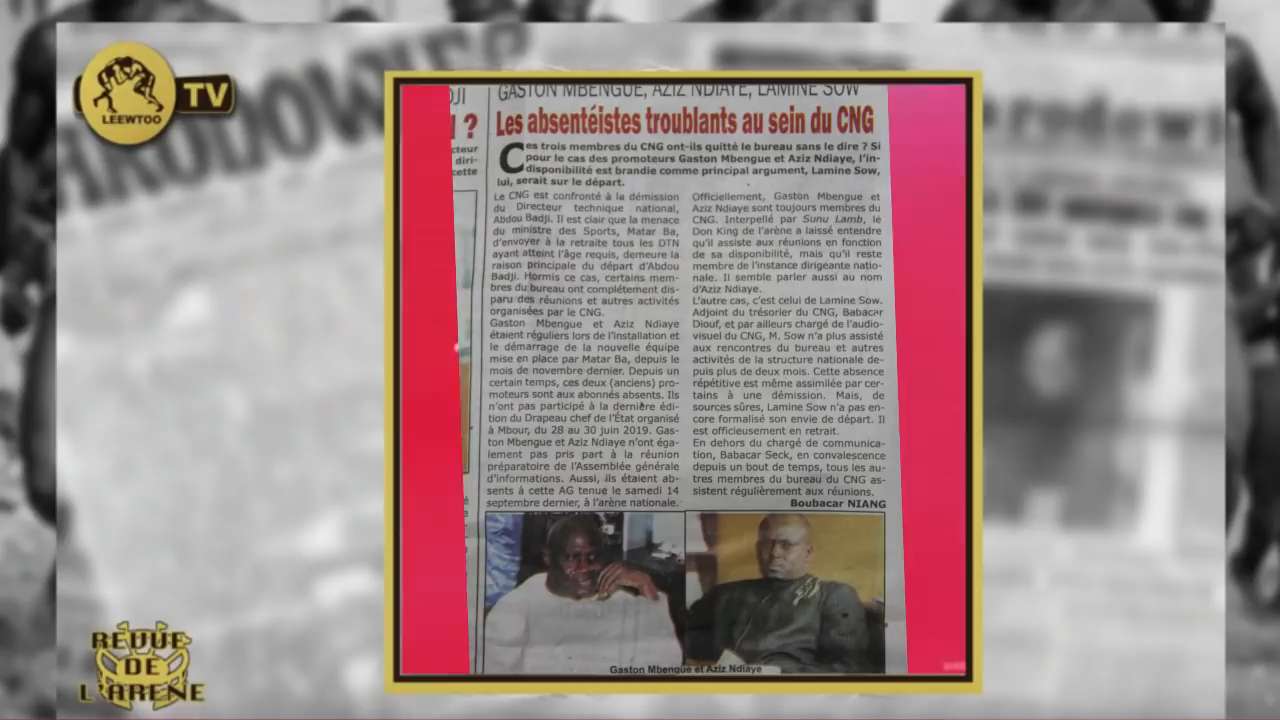 LEEWTOO
TV
REVUE
DE
L'ARENE
DJI
?
cteur
diri-
cette
GASTON MBENGUE, AZIZ NDIAYE, LAMINE SOW
Les absentéistes troublants au sein du CNG
Ces trois membres du CNG ont-ils quitté le bureau sans le dire ? Si
pour le cas des promoteurs Gaston Mbengue et Aziz Ndiaye, l'in-
disponibilité est brandie comme principal argument, Lamine Sow,
lui, serait sur le départ.
Le CNG est confronté à la démission
du Directeur technique national,
Abdou Badji. Il est clair que la menace
du ministre des Sports, Matar Ba,
d'envoyer à la retraite tous les DTN
ayant atteint l'âge requis, demeure la
raison principale du départ d'Abdou
Badji. Hormis ce cas, certains mem-
bres du bureau ont complétement dis-
paru des réunions et autres activités
organisées par le CNG.
Gaston Mbengue et Aziz Ndiaye
étaient réguliers lors de l'installation et
le démarrage de la nouvelle équipe
mise en place par Matar Ba, depuis le
mois de novembre dernier. Depuis un
certain temps, ces deux (anciens) pro-
moteurs sont aux abonnés absents. Ils
n'ont pas participé à la dernière édi-
tion du Drapeau chef de l'État organisé
à Mbour, du 28 au 30 juin 2019. Gas-
ton Mbengue et Aziz Ndiaye n'ont éga-
lement pas pris part à la réunion
préparatoire de l'Assemblée générale
d'informations. Aussi, ils étaient ab-
sents à cette AG tenue le samedi 14
septembre dernier, à l'arène nationale.
Officiellement, Gaston Mbengue et
Aziz Ndiaye sont toujours membres du
CNG. Interpellé par Sunu Lamb, le
Don King de l'arène a laissé entendre
qu'il assiste aux réunions en fonction
de sa disponibilité, mais qu'il reste
membre de l'instance dirigeante natio-
nale. Il semble parler aussi au nom
d'Aziz Ndiaye.
L'autre cas, c'est celui de Lamine Sow.
Adjoint du trésorier du CNG, Babacar
Diouf, et par ailleurs chargé de l'audio-
visuel du CNG, M. Sow n'a plus assisté
aux rencontres du bureau et autres
activités de la structure nationale de-
puis plus de deux mois. Cette absence
répétitive est même assimilée par cer-
tains à une démission. Mais, de
sources sûres, Lamine Sow n'a pas en-
core formalisé son envie de départ. Il
est officieusement en retrait.
En dehors du chargé de communica-
tion, Babacar Seck, en convalescence
depuis un bout de temps, tous les au-
tres membres du bureau du CNG as-
sistent régulièrement aux réunions.
Boubacar NIANG
Gaston Mbengue et Aziz Ndiaye